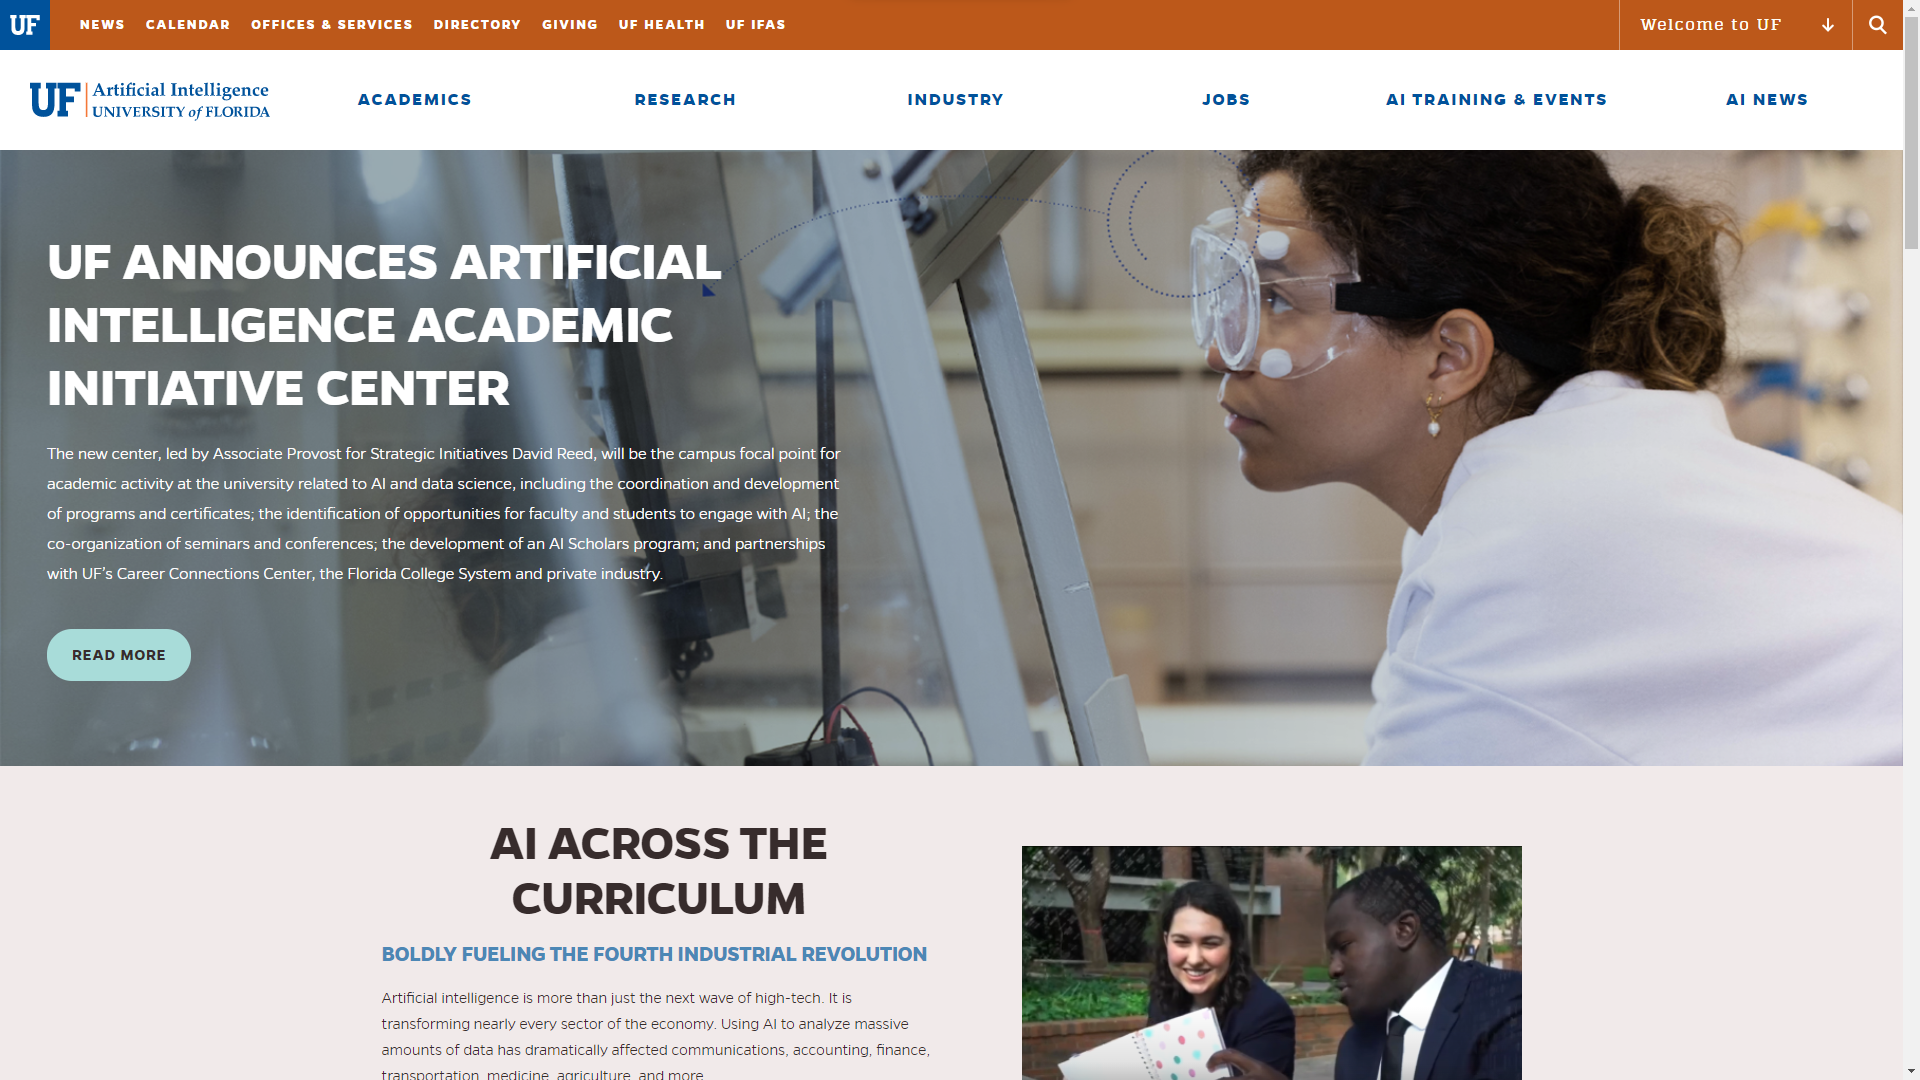 UF
NEWS CALENDAR OFFICES & SERVICES DIRECTORY GIVING UF HEALTH UF IFAS
Welcome to UF
UF Artificial Intelligence
UNIVERSITY of FLORIDA
ACADEMICS RESEARCH INDUSTRY JOBS AI TRAINING & EVENTS AI NEWS
UF ANNOUNCES ARTIFICIAL
INTELLIGENCE ACADEMIC
INITIATIVE CENTER
The new center, led by Associate Provost for Strategic Initiatives David Reed, will be the campus focal point for
academic activity at the university related to AI and data science, including the coordination and development
of programs and certificates; the identification of opportunities for faculty and students to engage with AI; the
co-organization of seminars and conferences; the development of an AI Scholars program; and partnerships
with UF’s Career Connections Center, the Florida College System and private industry.
READ MORE
AI ACROSS THE
CURRICULUM
BOLDLY FUELING THE FOURTH INDUSTRIAL REVOLUTION
Artificial intelligence is more than just the next wave of high-tech. It is
transforming nearly every sector of the economy. Using AI to analyze massive
amounts of data has dramatically affected communications, accounting, finance,
transportation, medicine, agriculture, and more.